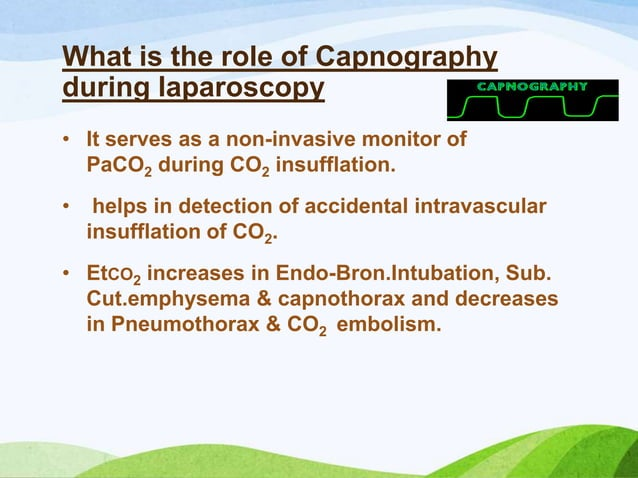 What is the role of Capnography
during laparoscopy
CAPNOGRAPHY
• It serves as a non-invasive monitor of
PaCO₂ during CO₂ insufflation.
• helps in detection of accidental intravascular
insufflation of CO₂.
• Etco₂ increases in Endo-Bron.Intubation, Sub.
Cut.emphysema & capnothorax and decreases
in Pneumothorax & CO₂ embolism.